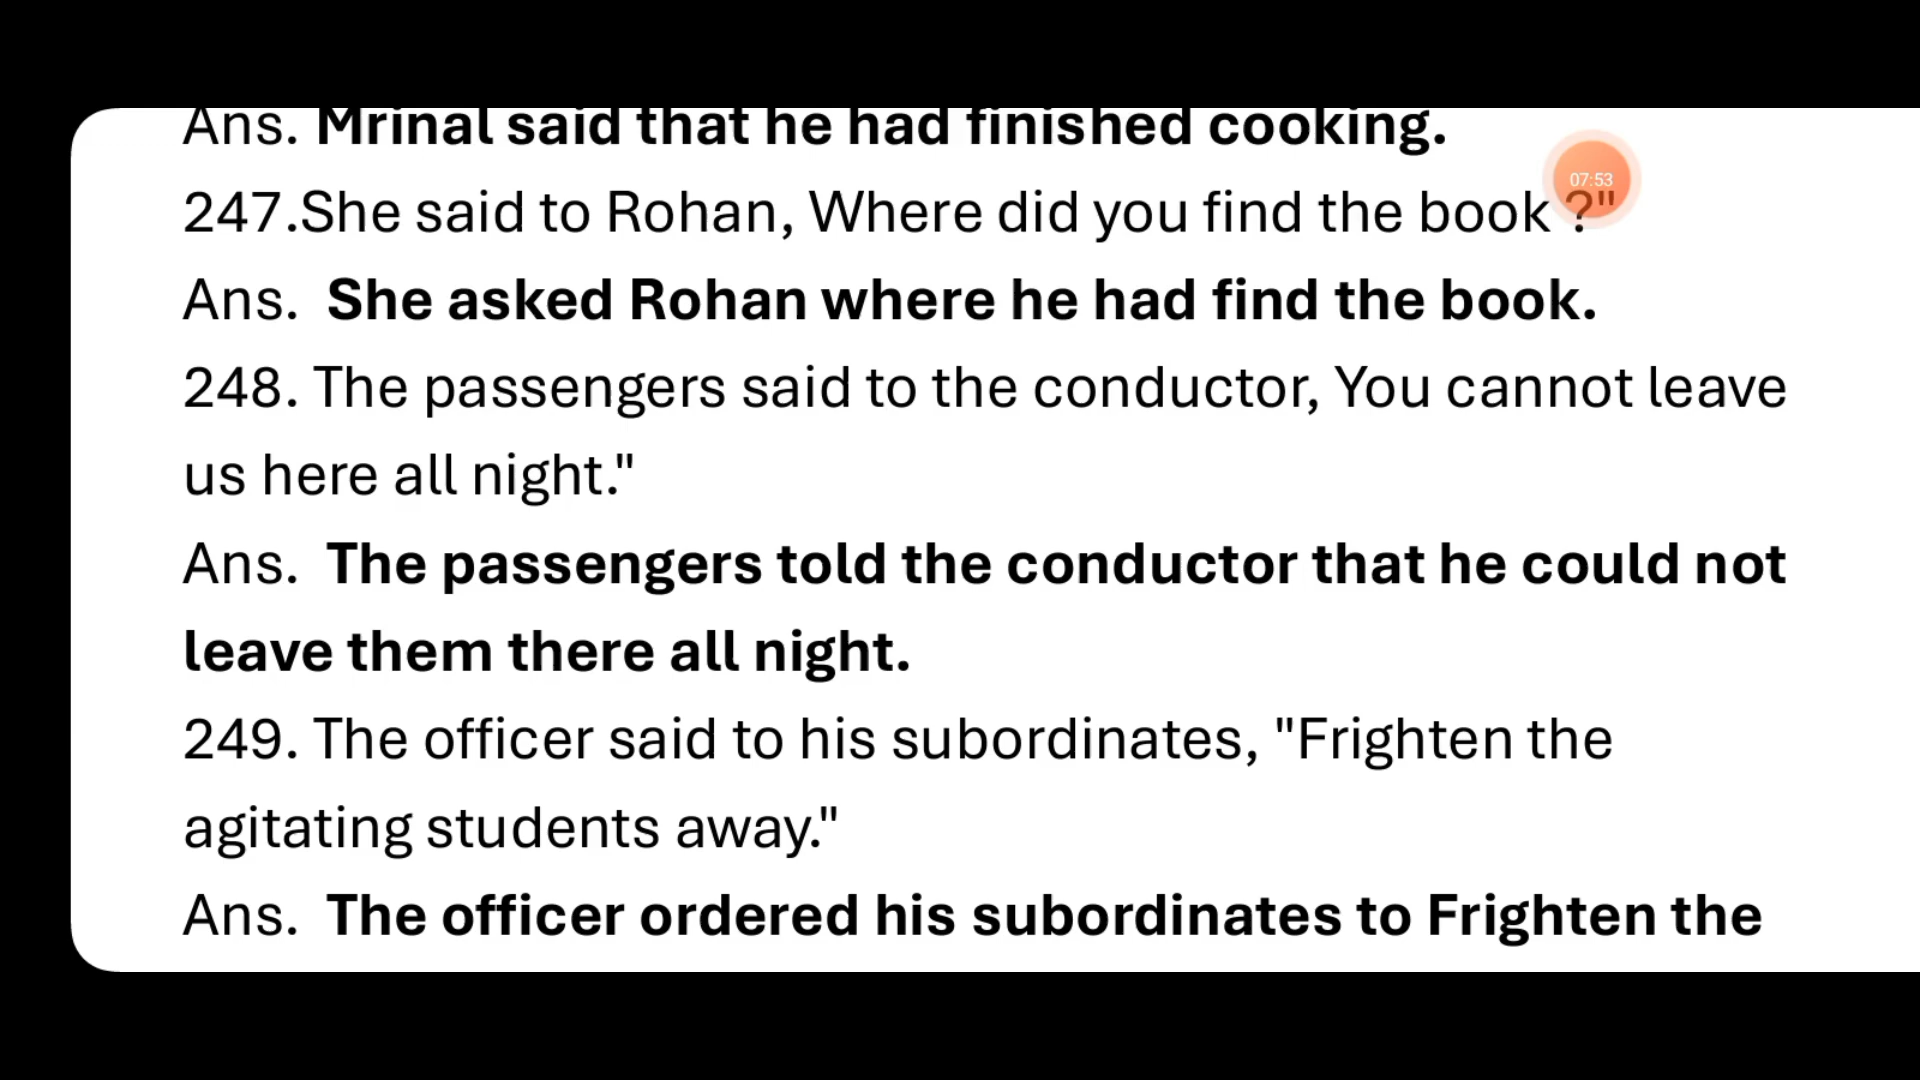 Ans. Mrinal said that he had finished cooking.
07:53
247.She said to Rohan, Where did you find the book ?"
Ans. She asked Rohan where he had find the book.
248. The passengers said to the conductor, You cannot leave
us here all night."
Ans. The passengers told the conductor that he could not
leave them there all night.
249. The officer said to his subordinates, "Frighten the
agitating students away."
Ans. The officer ordered his subordinates to Frighten the